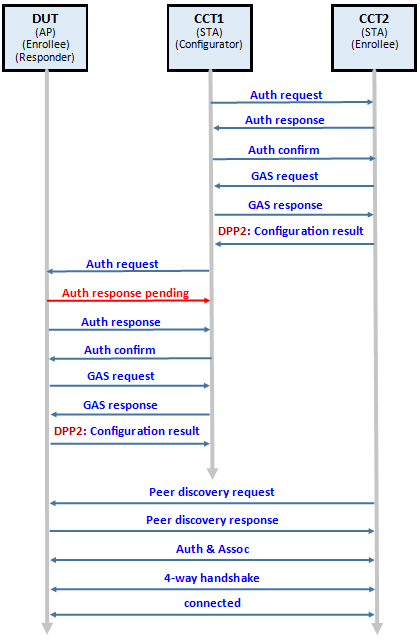 DUT
(AP)
(Enrollee)
(Responder)
CCT1
(STA)
(Configurator)
CCT2
(STA)
(Enrollee)
Auth request
Auth response
Auth confirm
GAS request
GAS response
DPP2: Configuration result
Auth request
Auth response pending
Auth response
Auth confirm
GAS request
GAS response
DPP2: Configuration result
Peer discovery request
Peer discovery response
Auth & Assoc
4-way handshake
connected